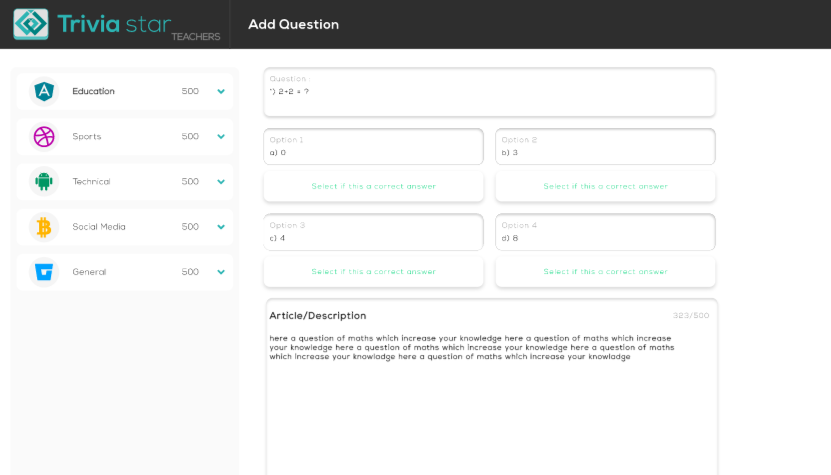 Trivia star
TEACHERS
Add Question
Education 500
Sports 500
Technical 500
Social Media 500
General 500
Question :
") 2+2 = ?
Option 1
a) 0
Option 2
b) 3
Select if this a correct answer
Select if this a correct answer
Option 3
c) 4
Option 4
d) 8
Select if this a correct answer
Select if this a correct answer
Article/Description 323/500
here a question of maths which increase your knowledge here a question of maths which increase
your knowledge here a question of maths which increase your knowledge here a question of maths
which increase your knowladge here a question of maths which increase your knowladge